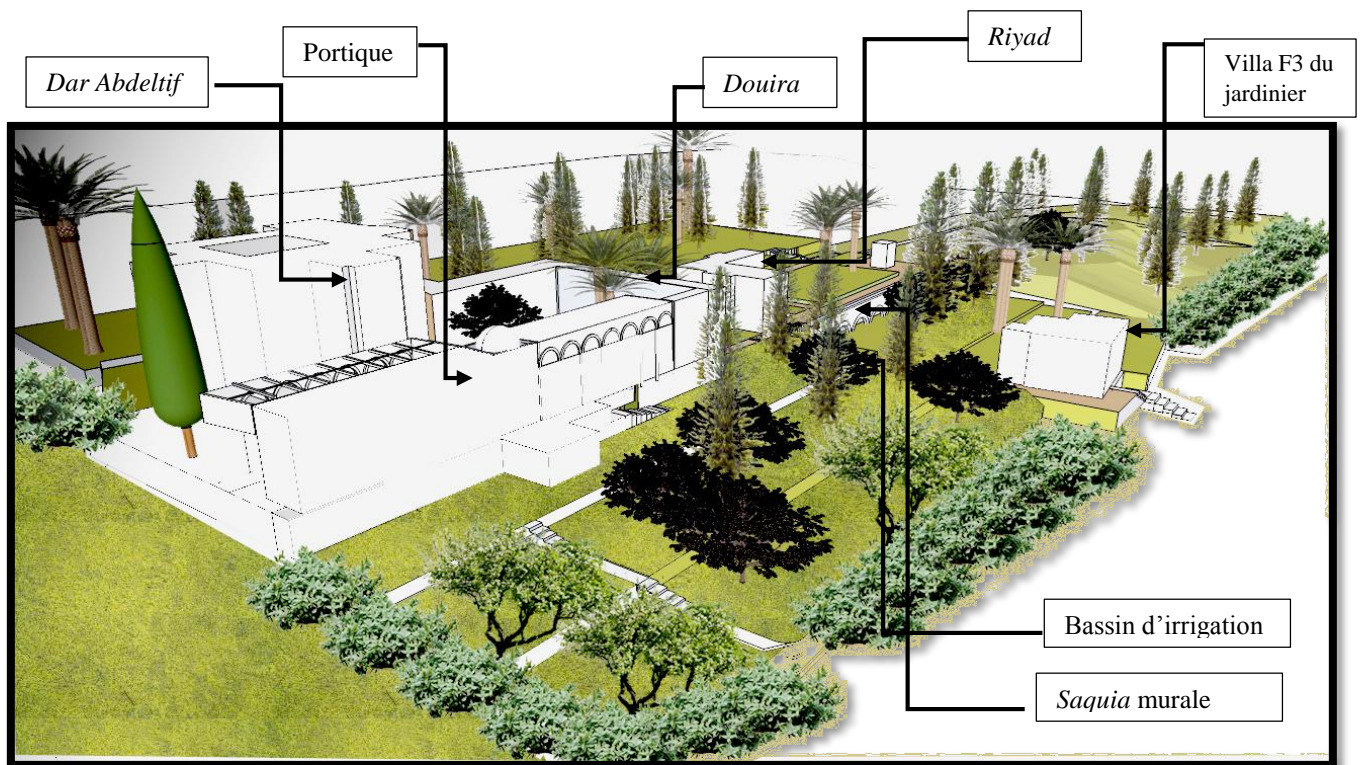 Portique
Riyad
Dar Abdeltif
Douira
Villa F3 du
jardinier
Bassin d'irrigation
Saquia murale